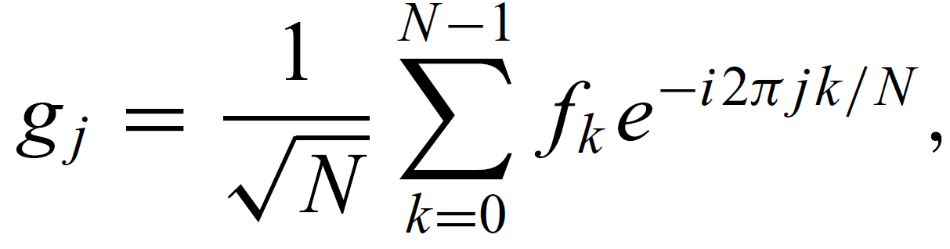 g_j = \frac{1}{\sqrt{N}} \sum_{k=0}^{N-1} f_k e^{-i2\pi jk/N},